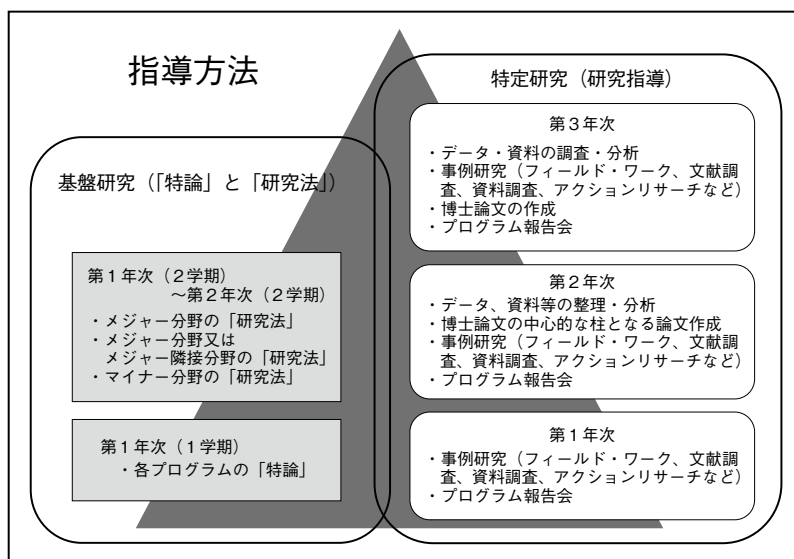 指導方法
基盤研究（「特論」と「研究法」）
第１年次（２学期）
～第２年次（２学期）
・メジャー分野の「研究法」
・メジャー分野又は
メジャー隣接分野の「研究法」
・マイナー分野の「研究法」
第１年次（１学期）
・各プログラムの「特論」
特定研究（研究指導）
第３年次
・データ・資料の調査・分析
・事例研究（フィールド・ワーク、文献調
査、資料調査、アクションリサーチなど）
・博士論文の作成
・プログラム報告会
第２年次
・データ、資料等の整理・分析
・博士論文の中心的な柱となる論文作成
・事例研究（フィールド・ワーク、文献調
査、資料調査、アクションリサーチなど）
・プログラム報告会
第１年次
・事例研究（フィールド・ワーク、文献調
査、資料調査、アクションリサーチなど）
・プログラム報告会